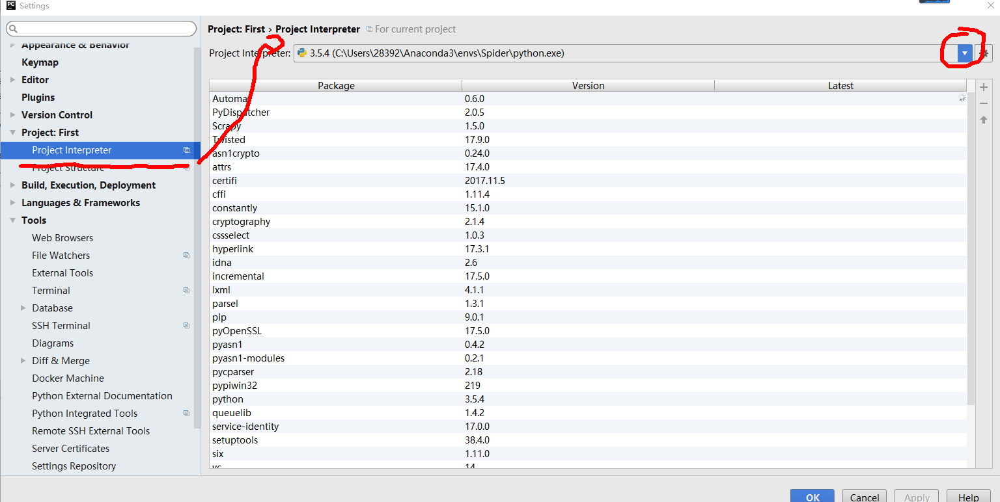 PC Settings
Project: First › Project Interpreter For current project
Project Interpreter: 3.5.4 (C:\Users\28392\Anaconda3\envs\Spider\python.exe)
Appearance & Behavior
Keymap
Editor
Plugins
Version Control
Project: First
Project Interpreter
Project Structure
Build, Execution, Deployment
Languages & Frameworks
Tools
Web Browsers
File Watchers
External Tools
Terminal
Database
SSH Terminal
Diagrams
Diff & Merge
Docker Machine
Python External Documentation
Python Integrated Tools
Remote SSH External Tools
Server Certificates
Settings Repository
Package Version Latest
Automat 0.6.0
PyDispatcher 2.0.5
Scrapy 1.5.0
Twisted 17.9.0
asn1crypto 0.24.0
attrs 17.4.0
certifi 2017.11.5
cffi 1.11.4
constantly 15.1.0
cryptography 2.1.4
cssselect 1.0.3
hyperlink 17.3.1
idna 2.6
incremental 17.5.0
lxml 4.1.1
parsel 1.3.1
pip 9.0.1
pyOpenSSL 17.5.0
pyasn1 0.4.2
pyasn1-modules 0.2.1
pycparser 2.18
pypiwin32 219
python 3.5.4
queuelib 1.4.2
service-identity 17.0.0
setuptools 38.4.0
six 1.11.0
vc 14
OK Cancel Apply Help